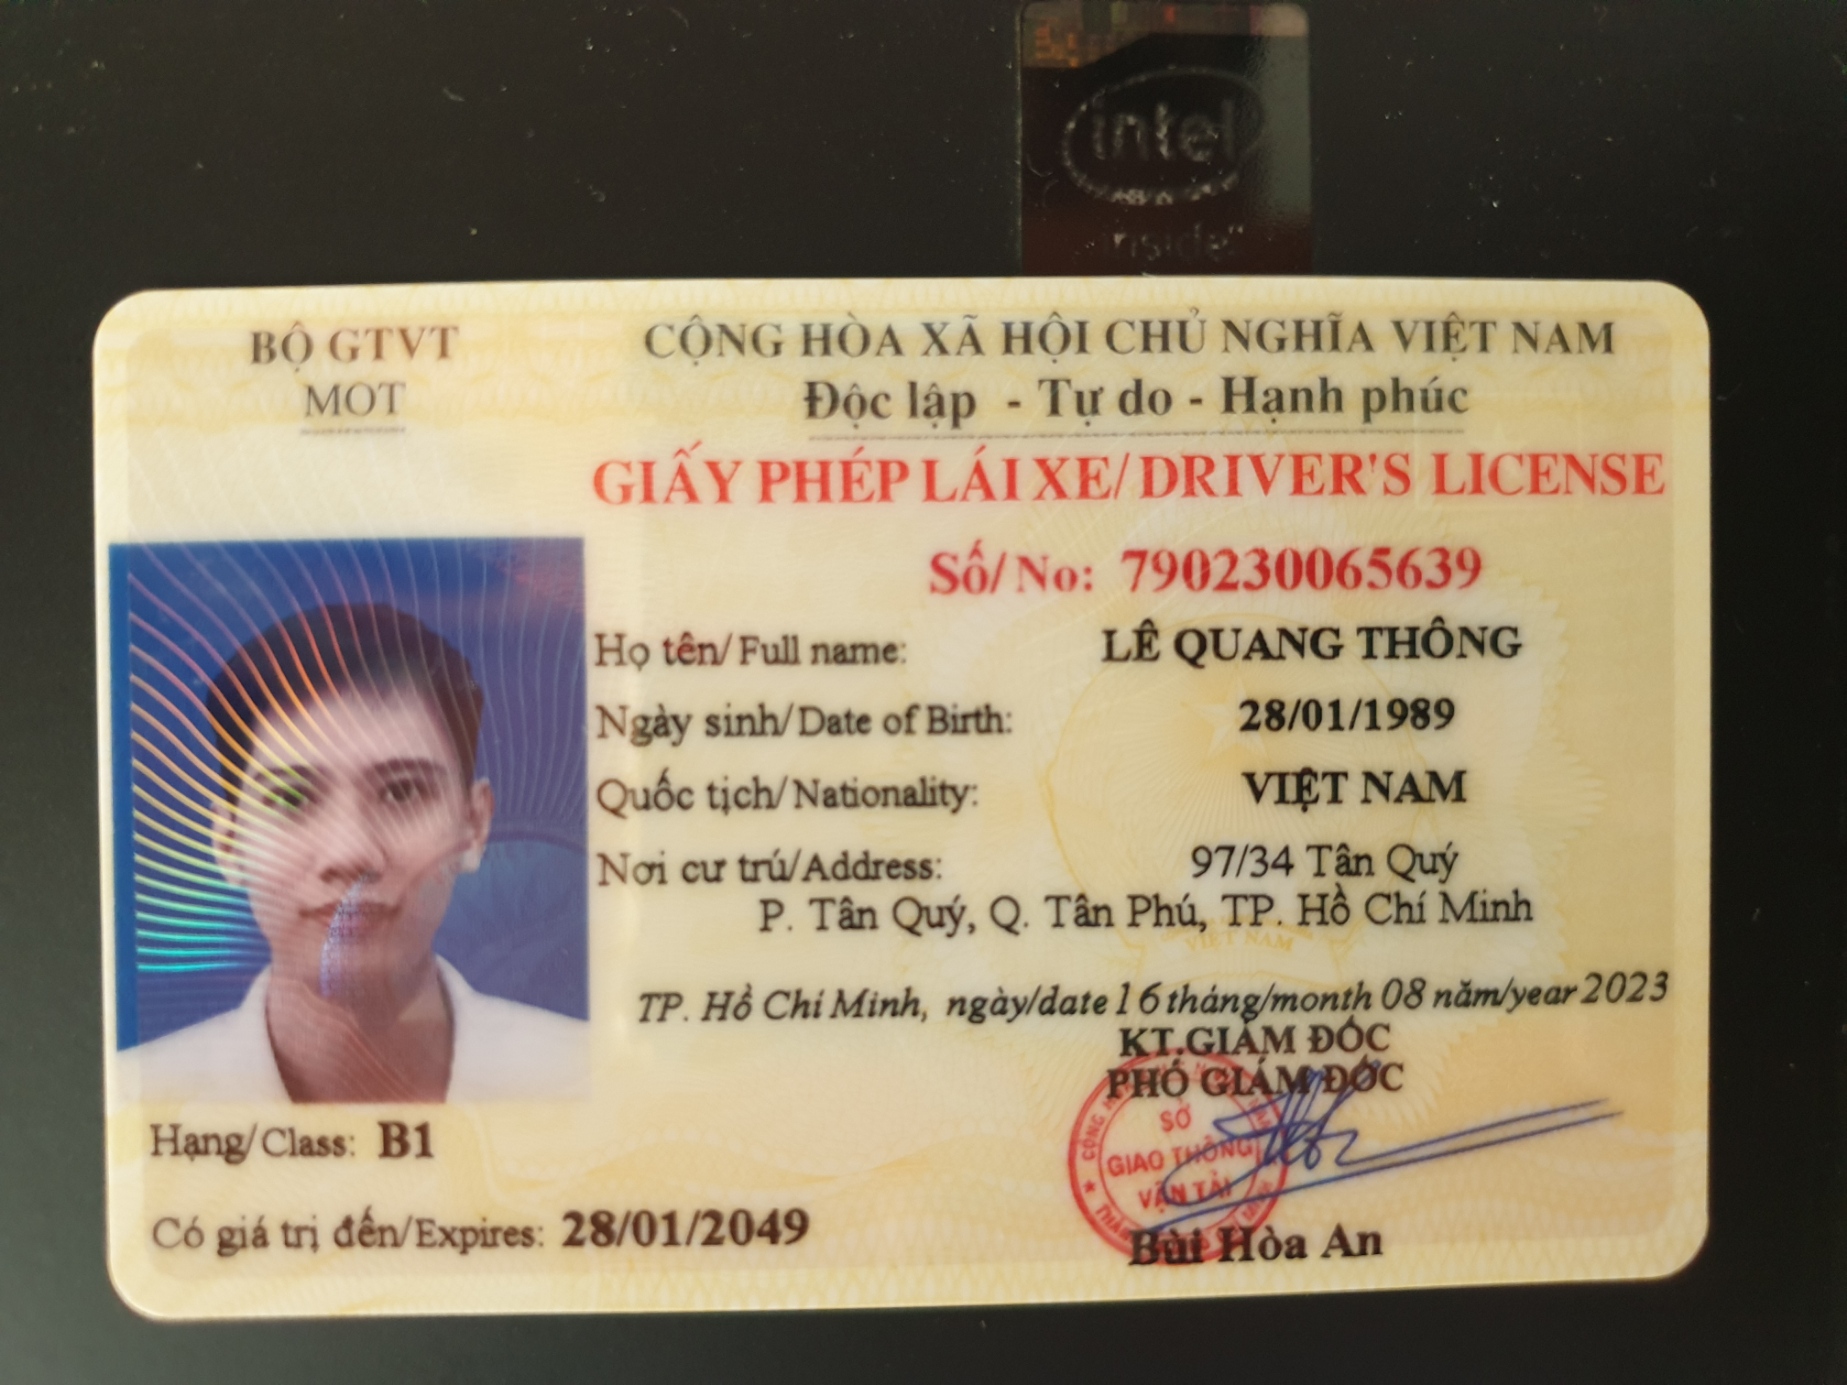 intel
inside
BỘ GTVT
MOT
CỘNG HÒA XÃ HỘI CHỦ NGHĨA VIỆT NAM
Độc lập - Tự do - Hạnh phúc
GIẤY PHÉP LÁI XE/ DRIVER'S LICENSE
Số/ No: 790230065639
Họ tên/ Full name: LÊ QUANG THÔNG
Ngày sinh/Date of Birth: 28/01/1989
Quốc tịch/ Nationality: VIỆT NAM
Nơi cư trú/Address: 97/34 Tân Quý
P. Tân Quý, Q. Tân Phú, TP. Hồ Chí Minh
VIỆT NAM
TP. Hồ Chí Minh, ngày/date 16 tháng/month 08 năm/year 2023
KT.GIÁM ĐỐC
PHÓ GIÁM ĐỐC
SỞ
GIAO THÔNG
VẬN TẢI
Bùi Hòa An
Hạng/Class: B1
Có giá trị đến/Expires: 28/01/2049